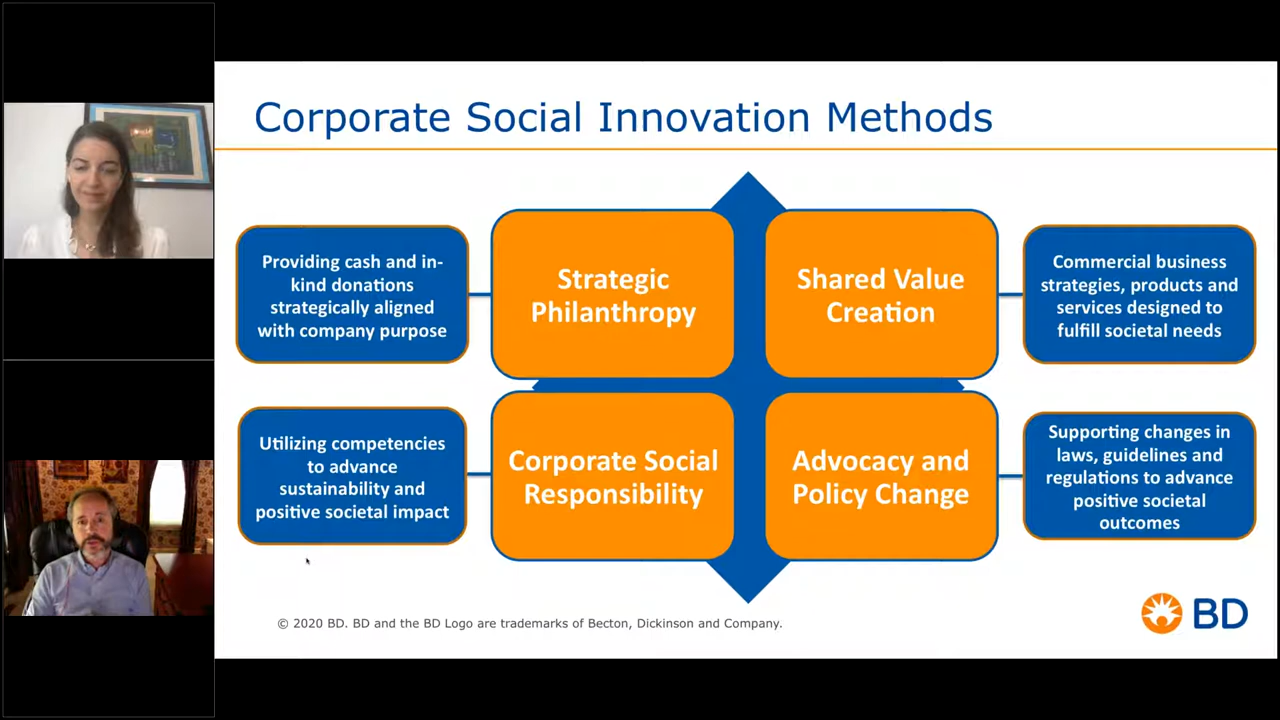 Corporate Social Innovation Methods
Providing cash and in-
kind donations
strategically aligned
with company purpose
Strategic
Philanthropy
Shared Value
Creation
Commercial business
strategies, products and
services designed to
fulfill societal needs
Utilizing competencies
to advance
sustainability and
positive societal impact
Corporate Social
Responsibility
Advocacy and
Policy Change
Supporting changes in
laws, guidelines and
regulations to advance
positive societal
outcomes
© 2020 BD. BD and the BD Logo are trademarks of Becton, Dickinson and Company.
BD